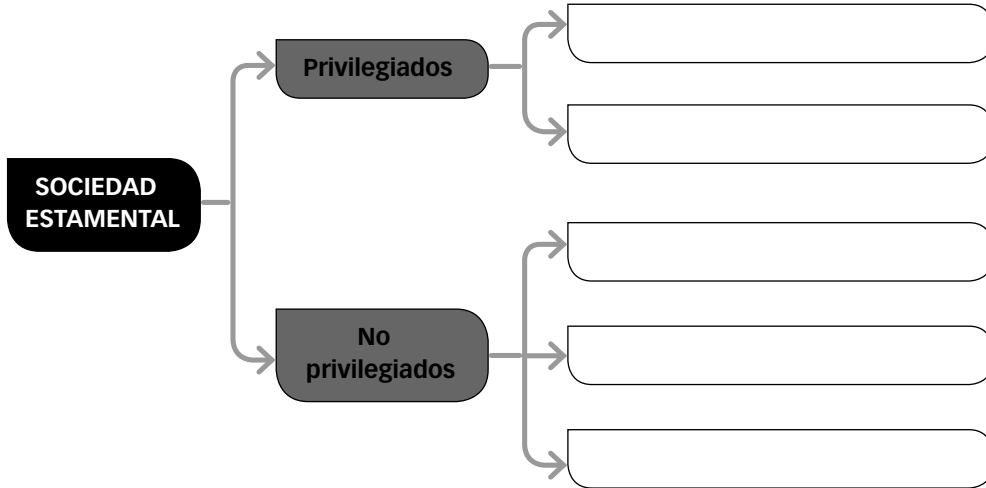 Privilegiados
SOCIEDAD
ESTAMENTAL
No
privilegiados